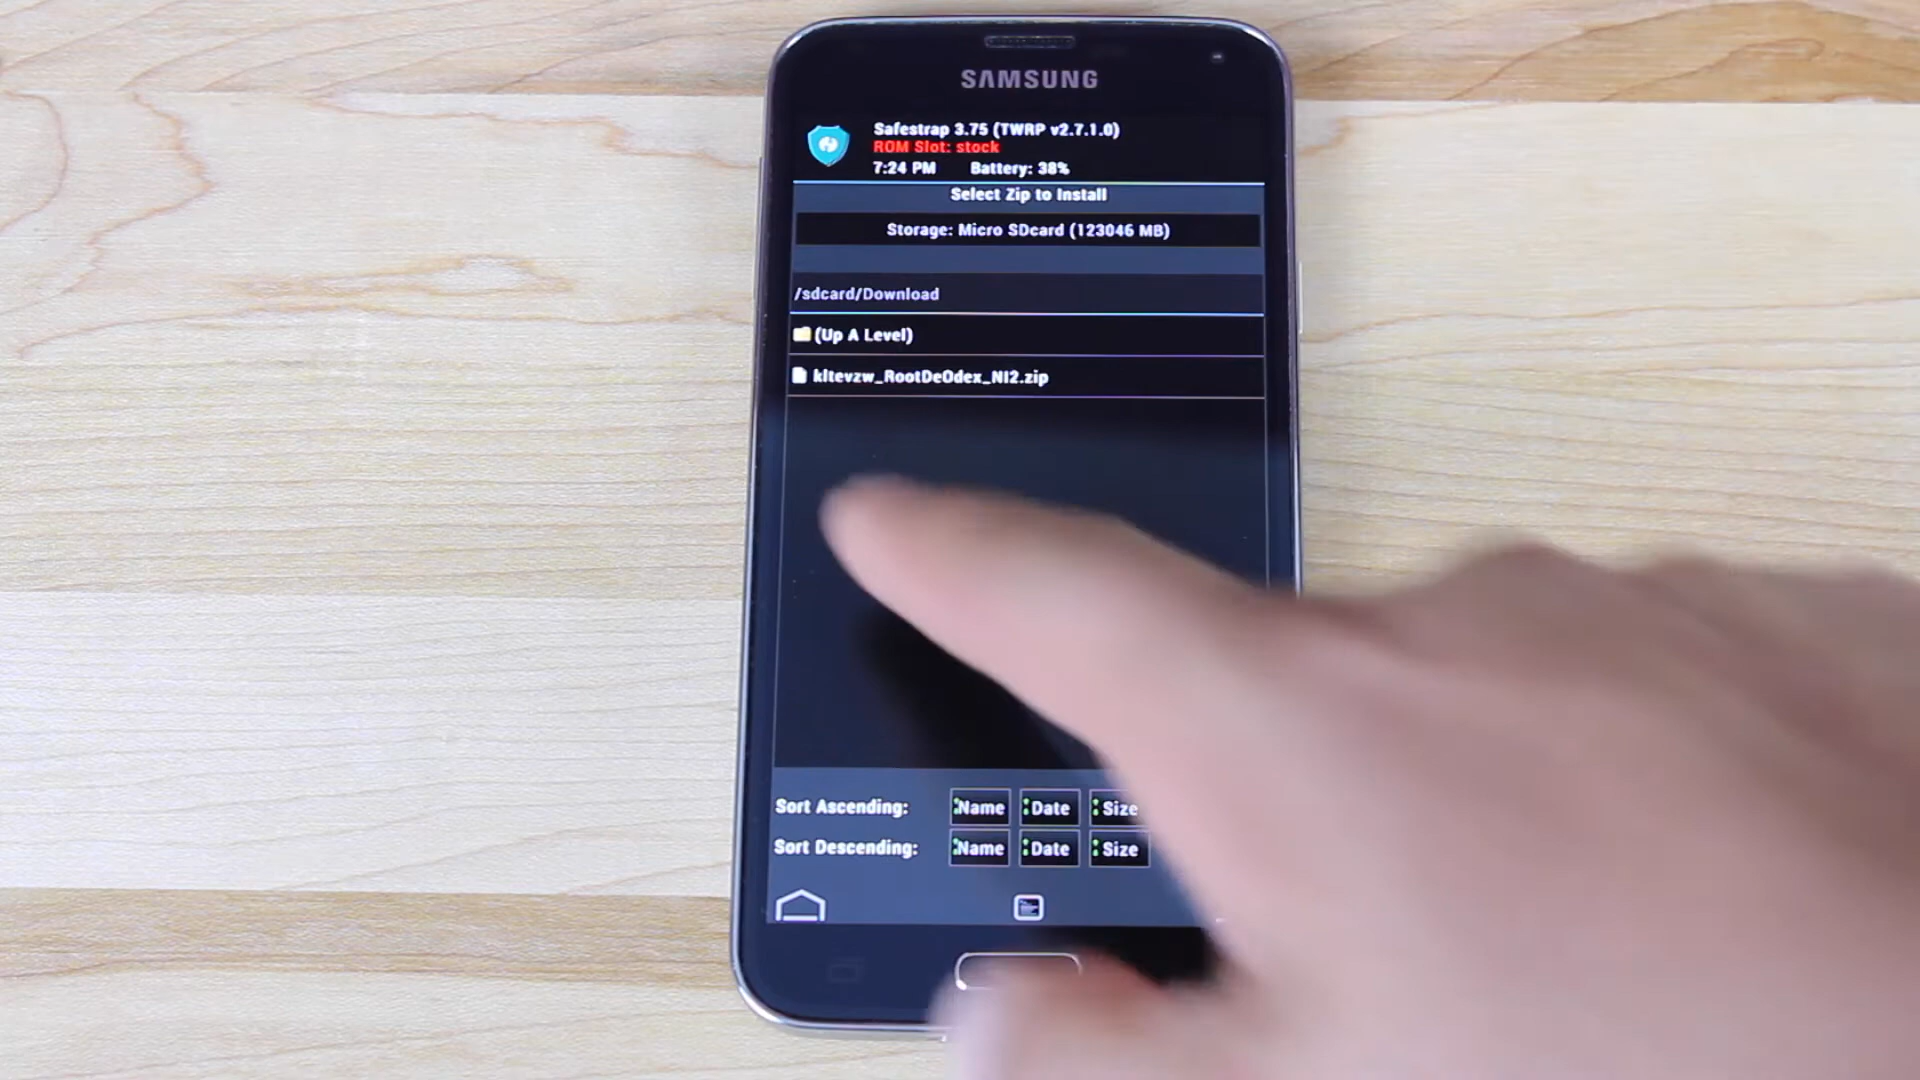 SAMSUNG
Safestrap 3.75 (TWRP v2.7.1.0)
ROM Slot: stock
7:24 PM Battery: 38%
Select Zip to Install
Storage: Micro SDcard (123046 MB)
/sdcard/Download
(Up A Level)
kltevzw_RootDeOdex_NI2.zip
Sort Ascending: Name Date Size
Sort Descending: Name Date Size